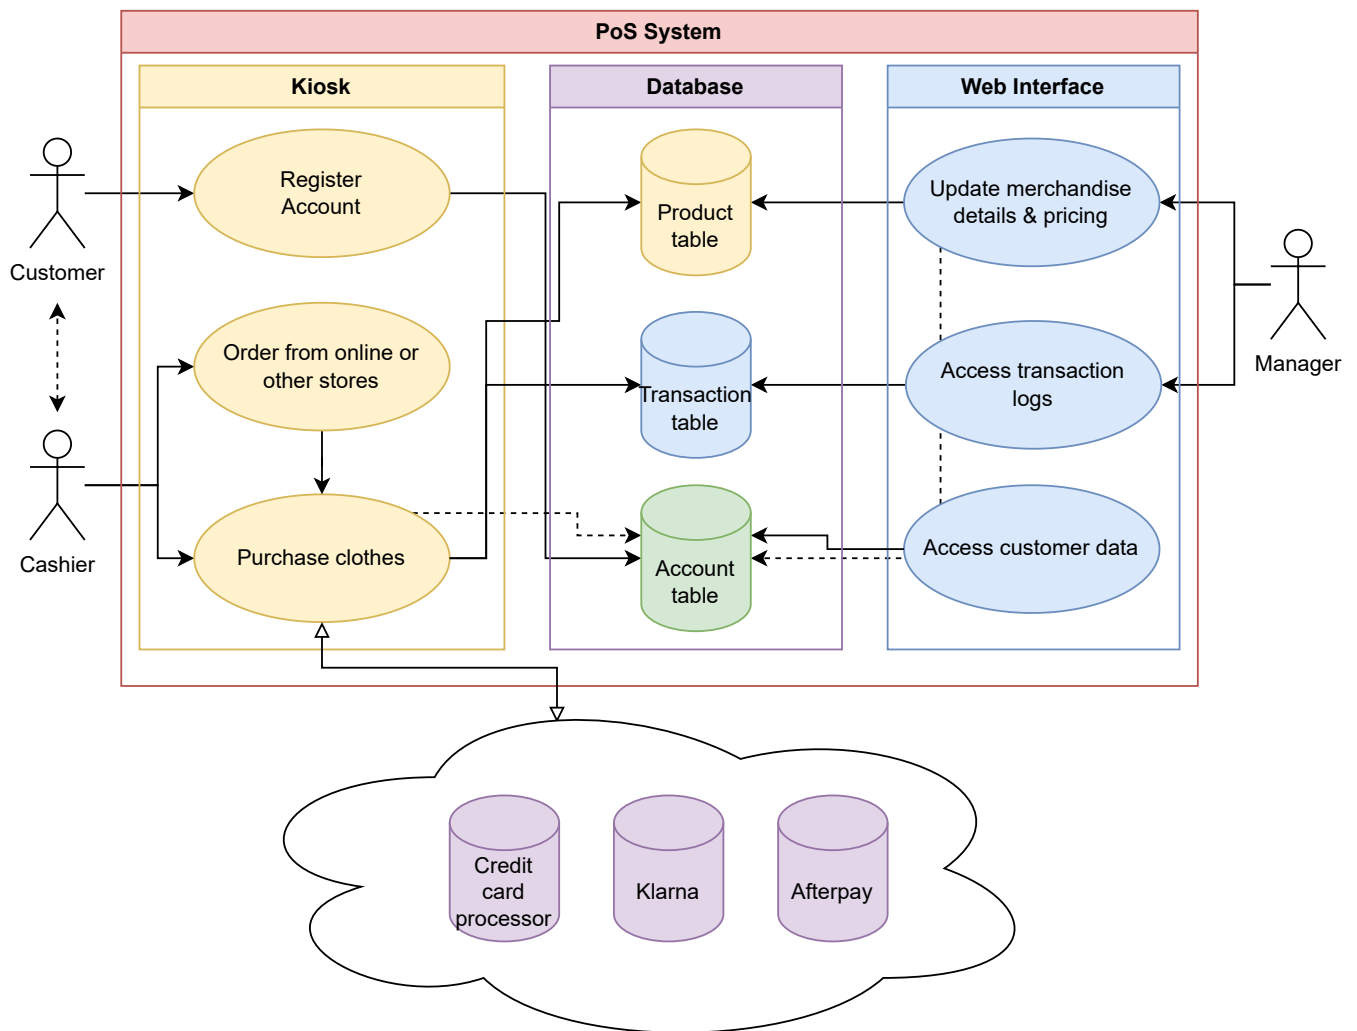 PoS System
Kiosk
Database
Web Interface
Register
Account
Product
table
Update merchandise
details & pricing
Customer
Manager
Order from online or
other stores
Transaction
table
Access transaction
logs
Cashier
Purchase clothes
Account
table
Access customer data
Credit
card
processor
Klarna
Afterpay